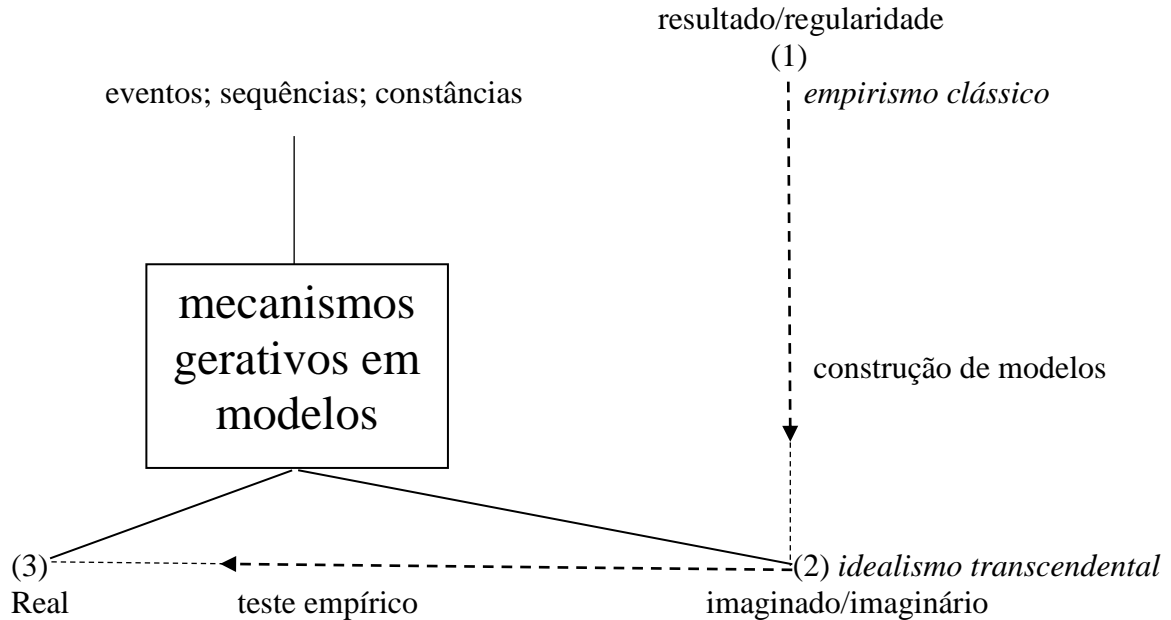 resultado/regularidade
(1)
eventos; sequências; constâncias
empirismo clássico
mecanismos
gerativos em
modelos
construção de modelos
(3)
(2) idealismo transcendental
Real
teste empírico
imaginado/imaginário